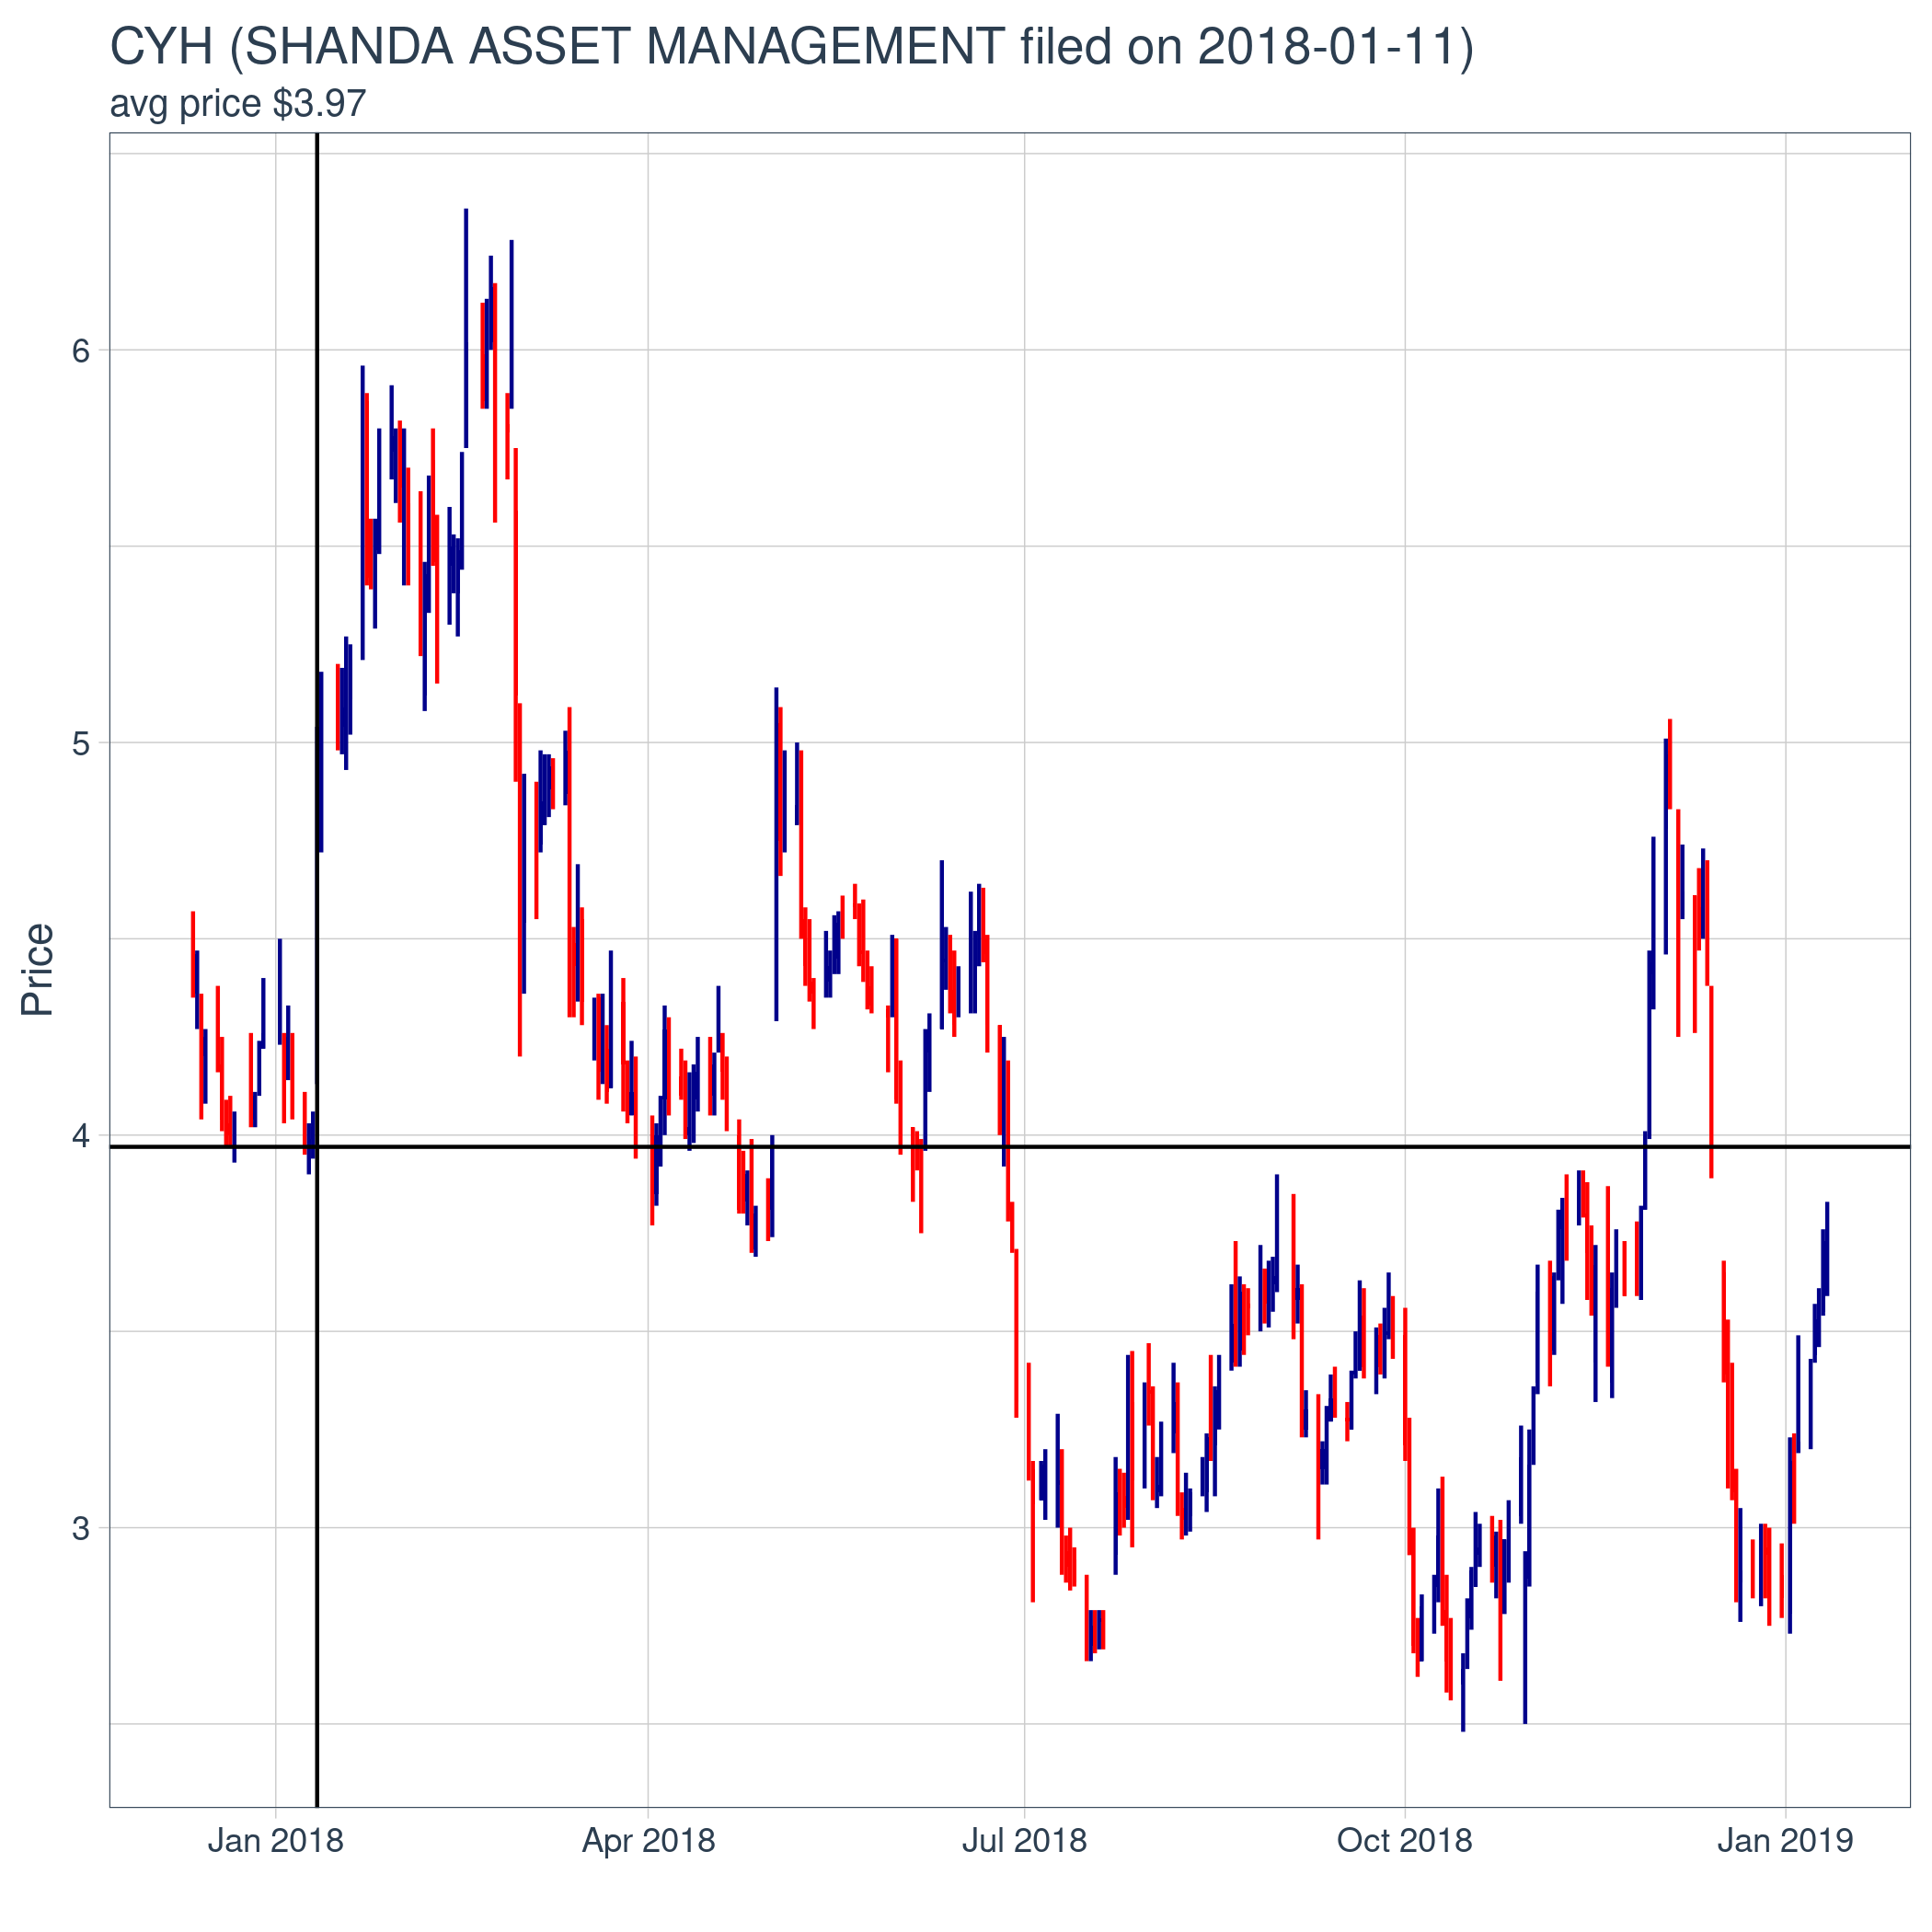 CYH (SHANDA ASSET MANAGEMENT filed on 2018-01-11)
avg price $3.97
6
5
4
3
Price
Jan 2018 Apr 2018 Jul 2018 Oct 2018 Jan 2019